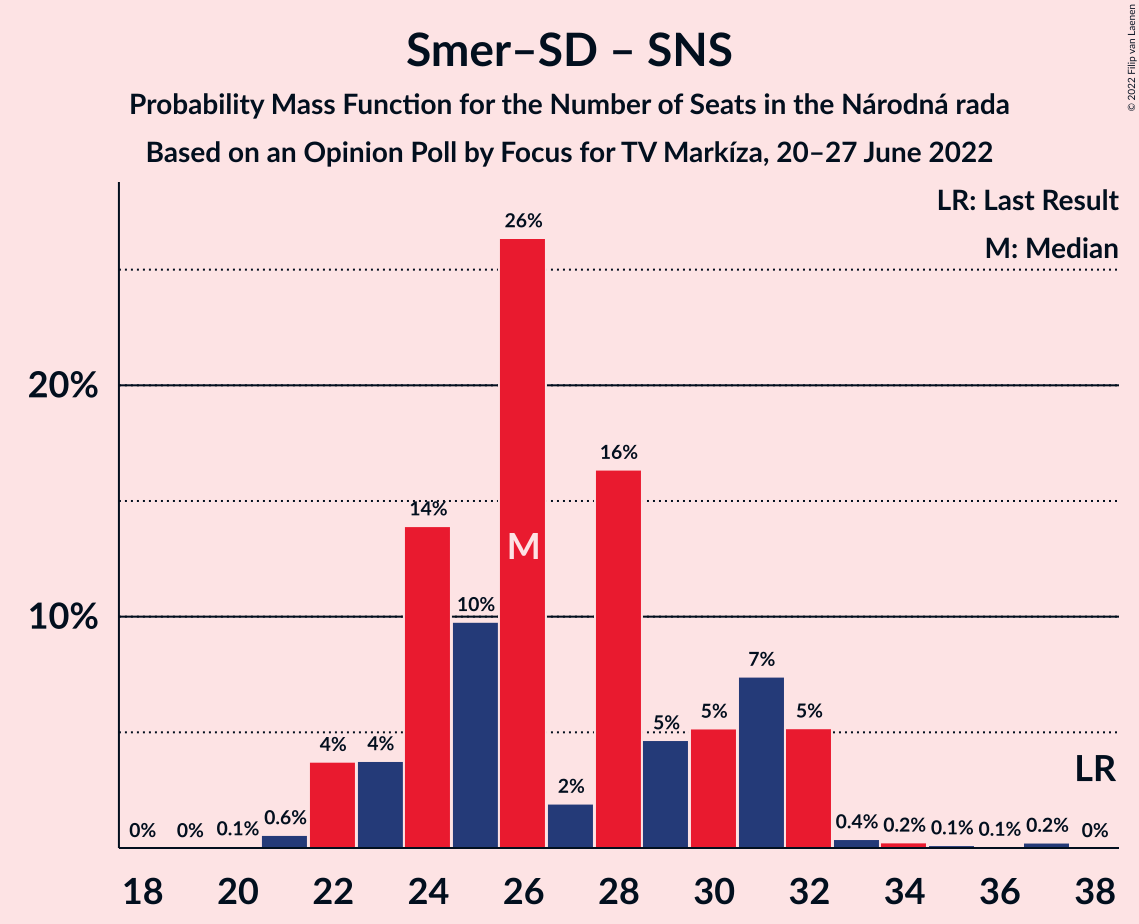 Smer–SD – SNS
Probability Mass Function for the Number of Seats in the Národná rada
Based on an Opinion Poll by Focus for TV Markíza, 20–27 June 2022
© 2022 Filip van Laenen
LR: Last Result
M: Median
20%
10%
0%
0%
0.1%
0.6%
4%
4%
14%
10%
26%
M
2%
16%
5%
5%
7%
5%
0.4%
0.2%
0.1%
0.1%
0.2%
0%
LR
18 20 22 24 26 28 30 32 34 36 38